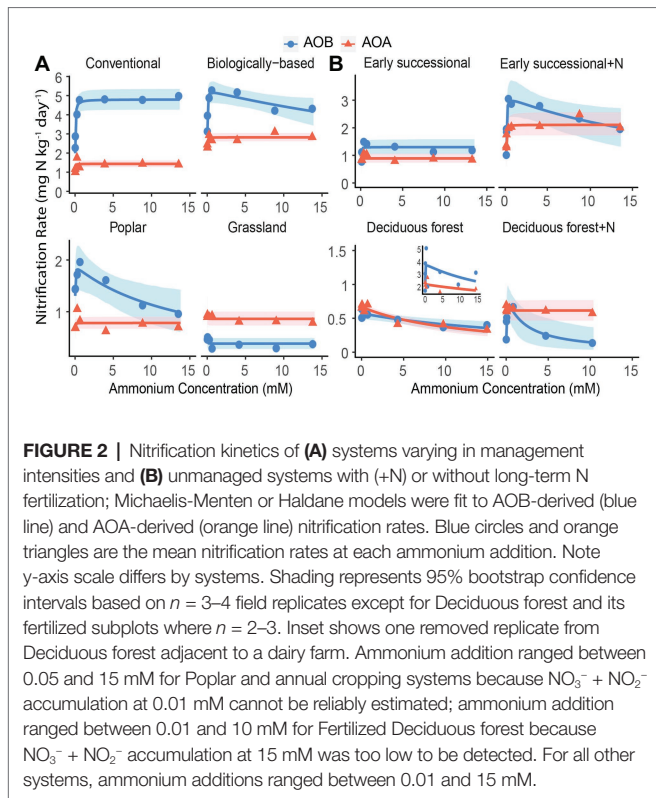 AOB AOA
A
B
Conventional
Biologically−based
Early successional
Early successional+N
Nitrification Rate (mg N kg⁻¹ day⁻¹)
6
5
4
3
2
1
0
0 5 10 15
0 5 10 15
3
2
1
0
0 5 10 15
0 5 10 15
Poplar
Grassland
Deciduous forest
Deciduous forest+N
2
1
0 5 10 15
0 5 10 15
1.5
1.0
0.5
0.0
5
4
3
2
1
0
0 5 10 15
0 5 10 15
0 5 10 15
Ammonium Concentration (mM)
Ammonium Concentration (mM)
FIGURE 2 | Nitrification kinetics of (A) systems varying in management
intensities and (B) unmanaged systems with (+N) or without long-term N
fertilization; Michaelis-Menten or Haldane models were fit to AOB-derived (blue
line) and AOA-derived (orange line) nitrification rates. Blue circles and orange
triangles are the mean nitrification rates at each ammonium addition. Note
y-axis scale differs by systems. Shading represents 95% bootstrap confidence
intervals based on n = 3–4 field replicates except for Deciduous forest and its
fertilized subplots where n = 2–3. Inset shows one removed replicate from
Deciduous forest adjacent to a dairy farm. Ammonium addition ranged between
0.05 and 15 mM for Poplar and annual cropping systems because NO₃⁻ + NO₂⁻
accumulation at 0.01 mM cannot be reliably estimated; ammonium addition
ranged between 0.01 and 10 mM for Fertilized Deciduous forest because
NO₃⁻ + NO₂⁻ accumulation at 15 mM was too low to be detected. For all other
systems, ammonium additions ranged between 0.01 and 15 mM.